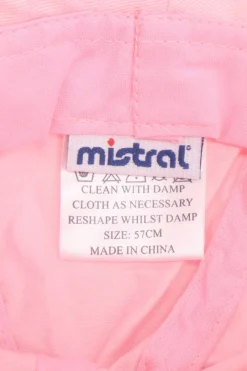 mistral®
CLEAN WITH DAMP
CLOTH AS NECESSARY
RESHAPE WHILST DAMP
SIZE: 57CM
MADE IN CHINA